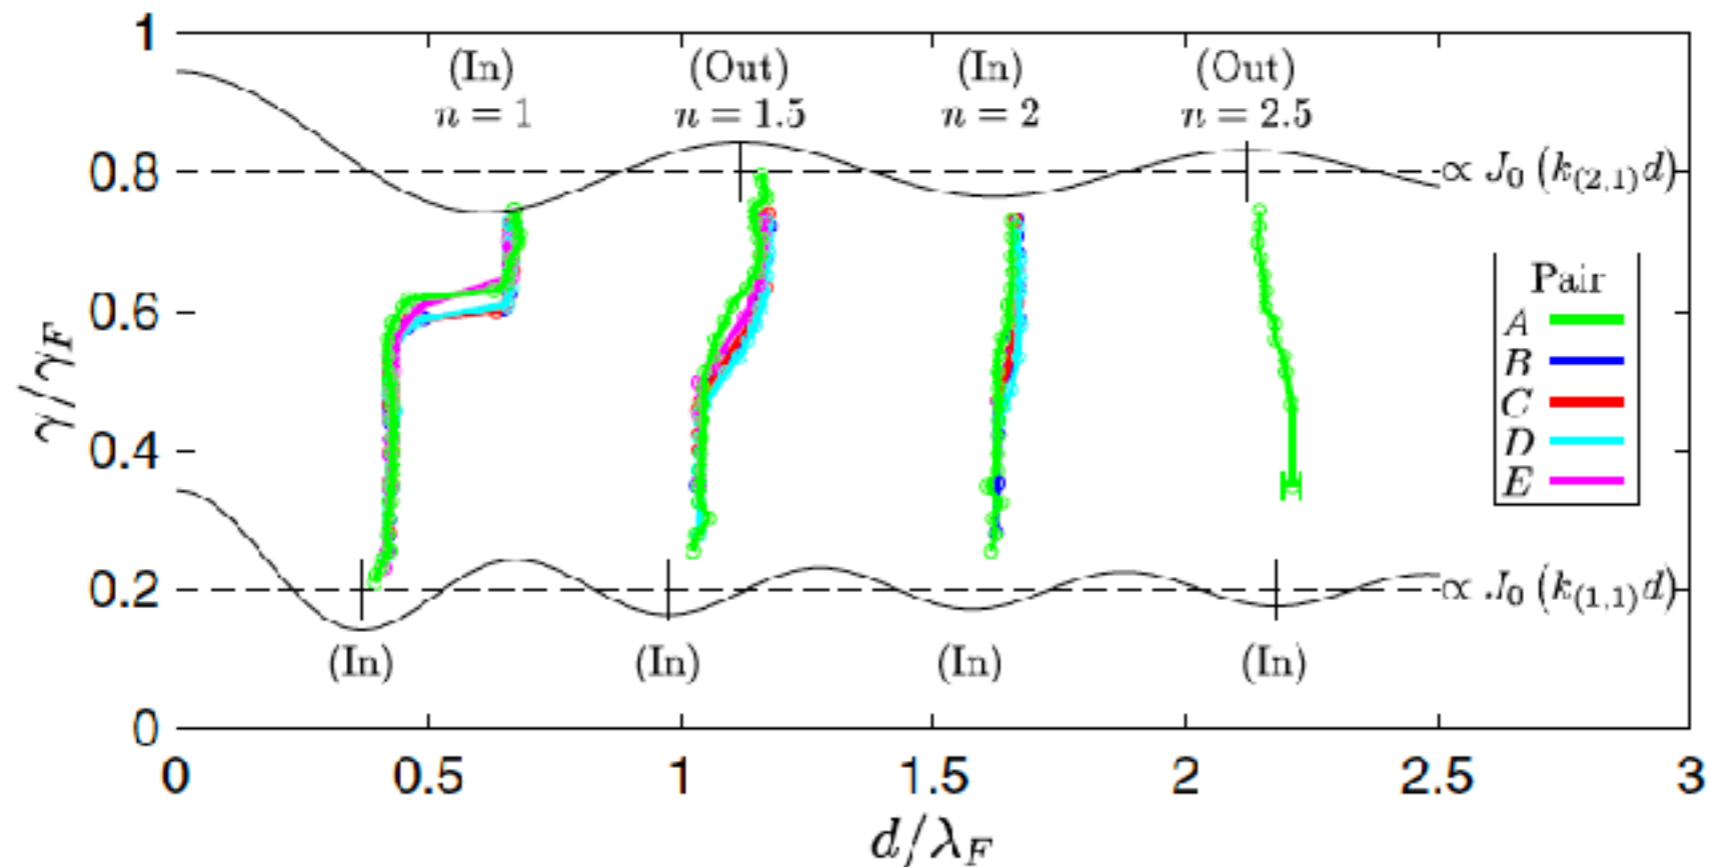 1
(In) (Out) (In) (Out)
n = 1 n = 1.5 n = 2 n = 2.5
0.8
∝ J₀ (k₍₂,₁₎d)
Pair
0.6
A
B
γ/γF
C
0.4
D
E
0.2
∝ J₀ (k₍₁,₁₎d)
(In) (In) (In) (In)
0
0 0.5 1 1.5 2 2.5 3
d/λF